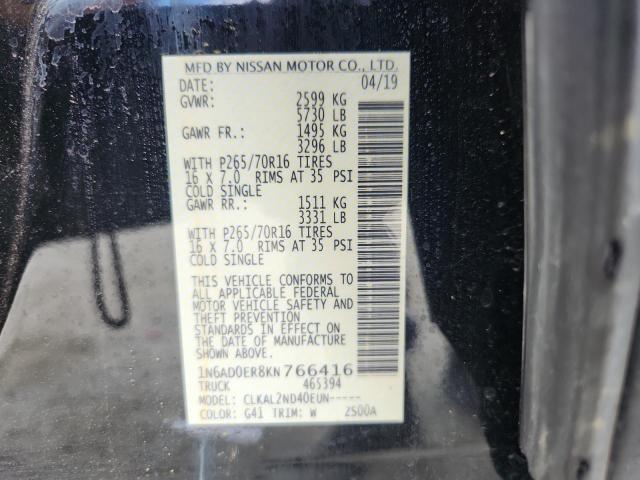 MFD BY NISSAN MOTOR CO., LTD.
DATE: 04/19
GVWR: 2599 KG
5730 LB
GAWR FR.: 1495 KG
3296 LB
WITH P265/70R16 TIRES
16 X 7.0 RIMS AT 35 PSI
COLD SINGLE
GAWR RR.: 1511 KG
3331 LB
WITH P265/70R16 TIRES
16 X 7.0 RIMS AT 35 PSI
COLD SINGLE
THIS VEHICLE CONFORMS TO
ALL APPLICABLE FEDERAL
MOTOR VEHICLE SAFETY AND
THEFT PREVENTION
STANDARDS IN EFFECT ON
THE DATE OF MANUFACTURE
SHOWN ABOVE.
1N6AD0ER8KN766416
TRUCK 465394
MODEL: CLKAL2ND40EUN-----
COLOR: G41 TRIM: W 2S00A